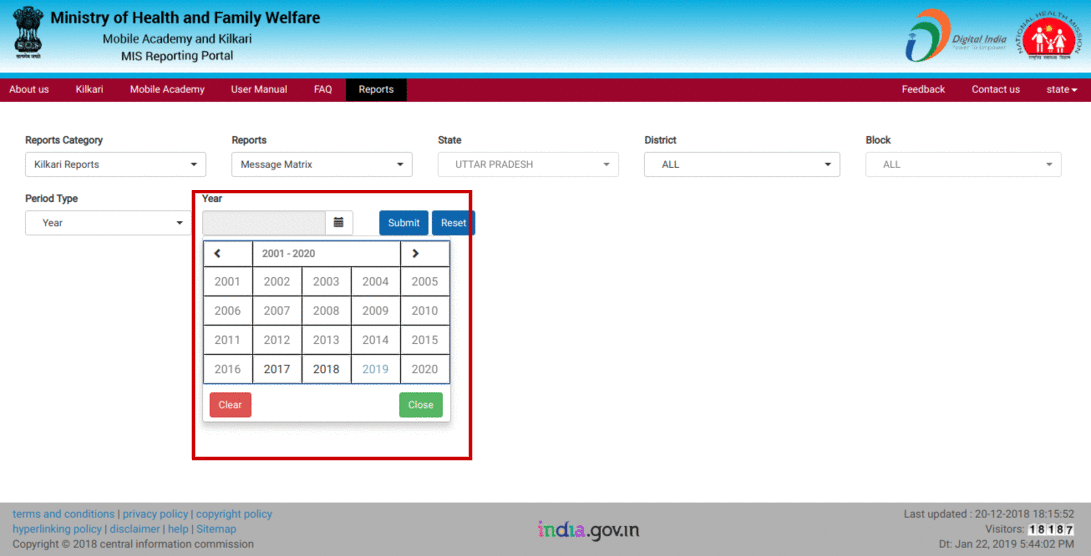 Ministry of Health and Family Welfare
Mobile Academy and Kilkari
MIS Reporting Portal
Digital India
Power To Empower
NATIONAL HEALTH MISSION
About us Kilkari Mobile Academy User Manual FAQ Reports Feedback Contact us state
Reports Category Reports State District Block
Kilkari Reports Message Matrix UTTAR PRADESH ALL ALL
Period Type Year
Year Submit Reset
2001 - 2020
2001 2002 2003 2004 2005
2006 2007 2008 2009 2010
2011 2012 2013 2014 2015
2016 2017 2018 2019 2020
Clear Close
terms and conditions | privacy policy | copyright policy
hyperlinking policy | disclaimer | help | Sitemap
Copyright © 2018 central information commission
india.gov.in
Last updated : 20-12-2018 18:15:52
Visitors: 18187
Dt: Jan 22, 2019 5:44:02 PM